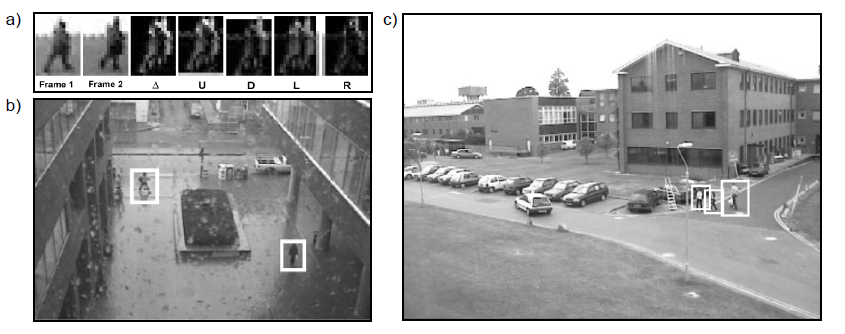 a)
Frame 1 Frame 2 Δ U D L R
b)
c)